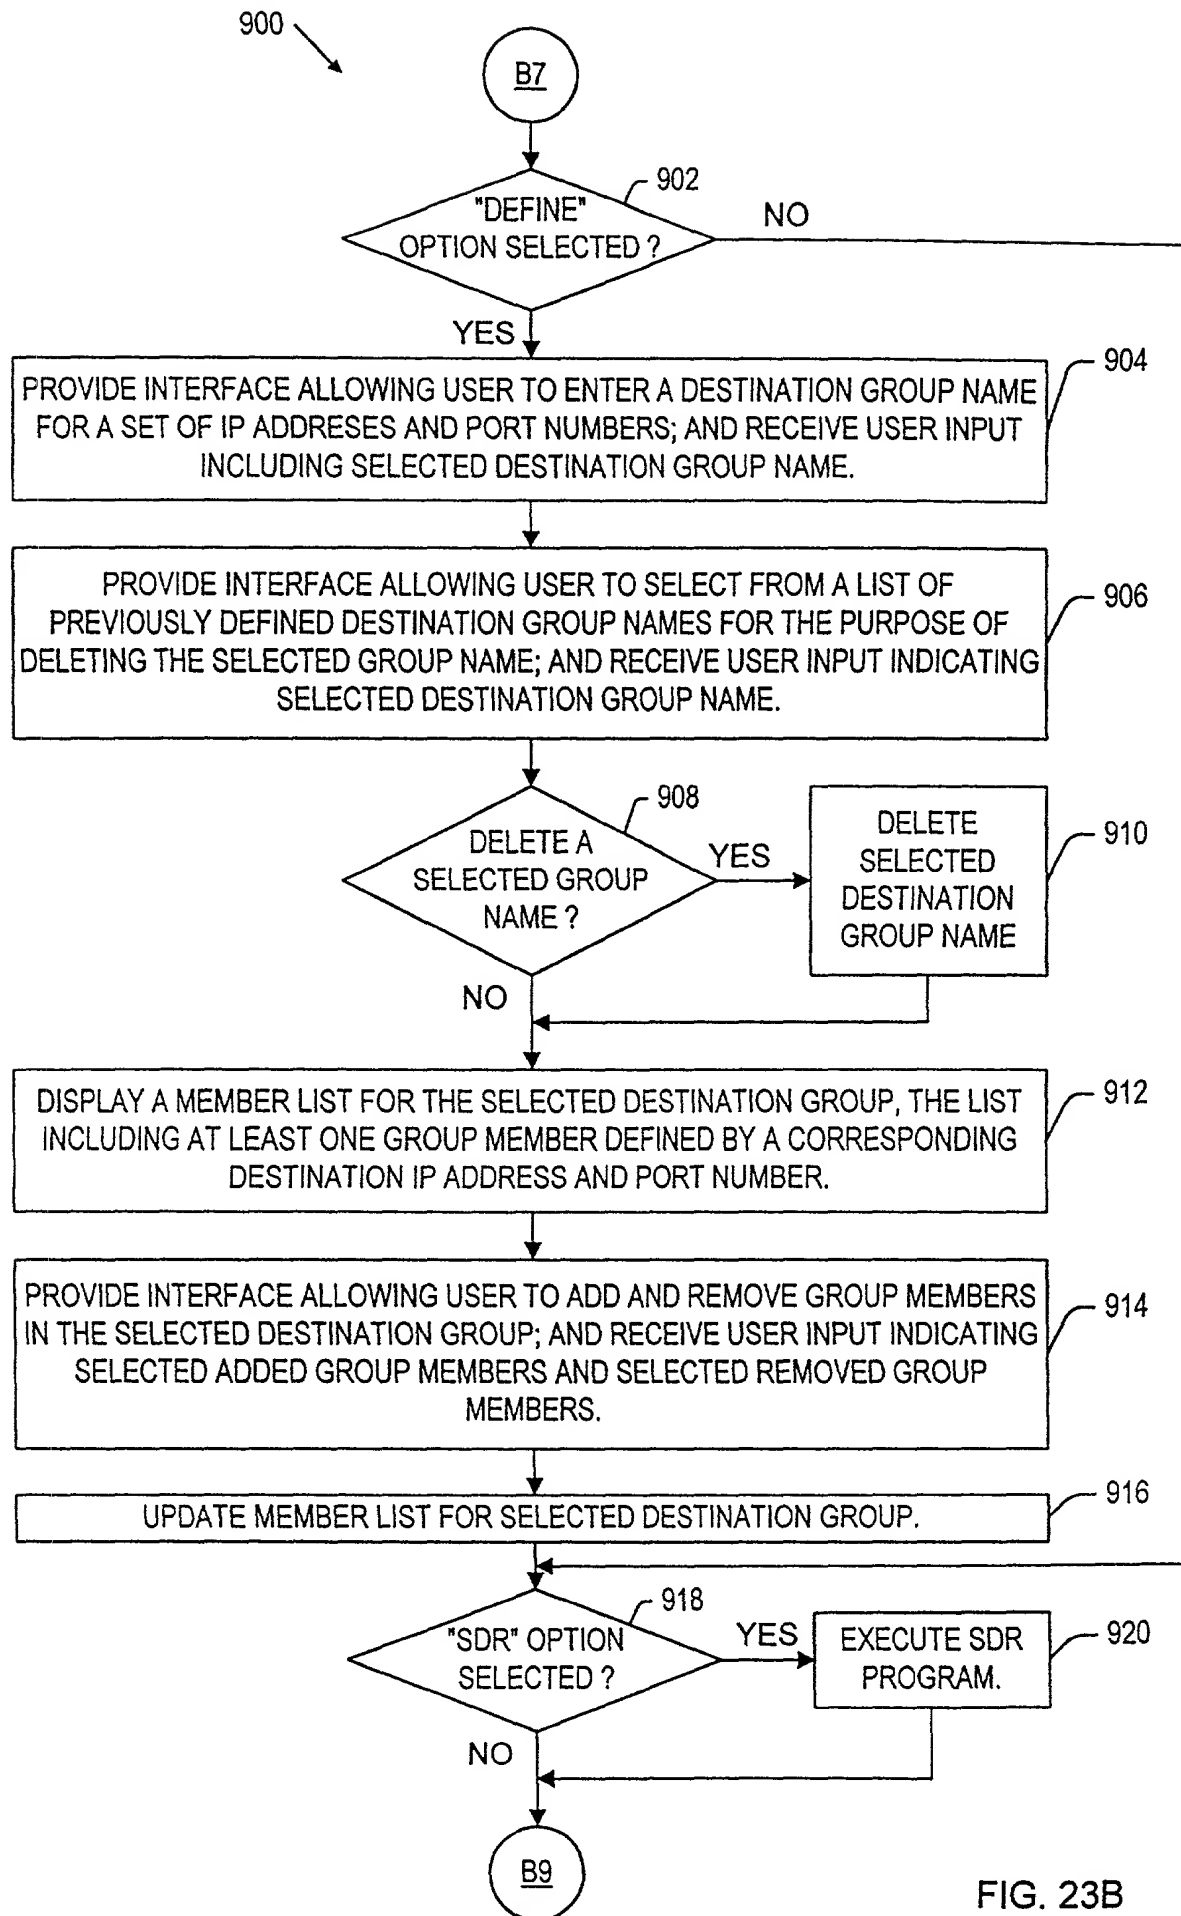 900
B7
902
"DEFINE"
OPTION SELECTED ?
NO
YES
904
PROVIDE INTERFACE ALLOWING USER TO ENTER A DESTINATION GROUP NAME
FOR A SET OF IP ADDRESES AND PORT NUMBERS; AND RECEIVE USER INPUT
INCLUDING SELECTED DESTINATION GROUP NAME.
906
PROVIDE INTERFACE ALLOWING USER TO SELECT FROM A LIST OF
PREVIOUSLY DEFINED DESTINATION GROUP NAMES FOR THE PURPOSE OF
DELETING THE SELECTED GROUP NAME; AND RECEIVE USER INPUT INDICATING
SELECTED DESTINATION GROUP NAME.
908
DELETE A
SELECTED GROUP
NAME ?
YES
DELETE
SELECTED
DESTINATION
GROUP NAME
910
NO
912
DISPLAY A MEMBER LIST FOR THE SELECTED DESTINATION GROUP, THE LIST
INCLUDING AT LEAST ONE GROUP MEMBER DEFINED BY A CORRESPONDING
DESTINATION IP ADDRESS AND PORT NUMBER.
914
PROVIDE INTERFACE ALLOWING USER TO ADD AND REMOVE GROUP MEMBERS
IN THE SELECTED DESTINATION GROUP; AND RECEIVE USER INPUT INDICATING
SELECTED ADDED GROUP MEMBERS AND SELECTED REMOVED GROUP
MEMBERS.
916
UPDATE MEMBER LIST FOR SELECTED DESTINATION GROUP.
918
"SDR" OPTION
SELECTED ?
YES
EXECUTE SDR
PROGRAM.
920
NO
B9
FIG. 23B